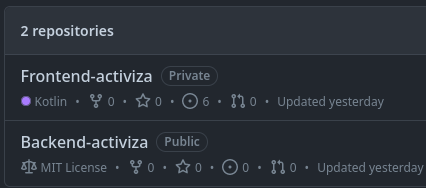 2 repositories
Frontend-activiza Private
Kotlin • 0 • 0 • 6 • 0 • Updated yesterday
Backend-activiza Public
MIT License • 0 • 0 • 0 • 0 • Updated yesterday